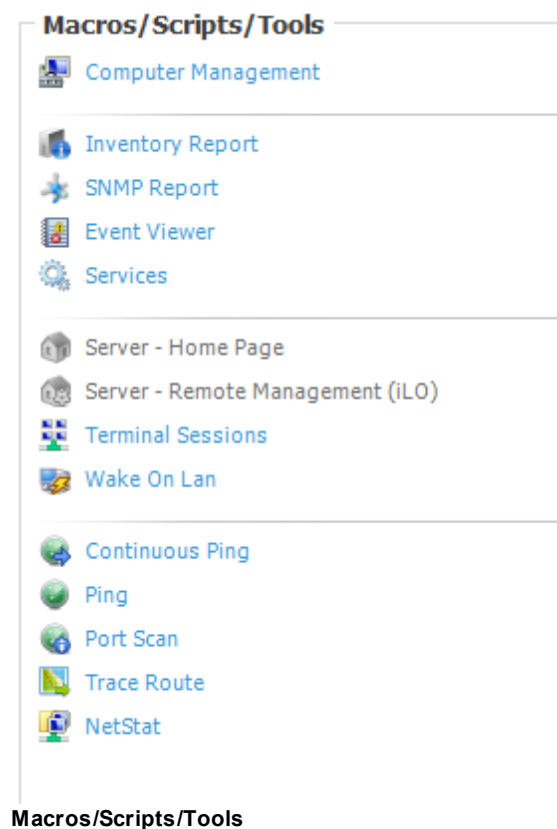 Macros/Scripts/Tools
Computer Management
Inventory Report
SNMP Report
Event Viewer
Services
Server - Home Page
Server - Remote Management (iLO)
Terminal Sessions
Wake On Lan
Continuous Ping
Ping
Port Scan
Trace Route
NetStat
Macros/Scripts/Tools